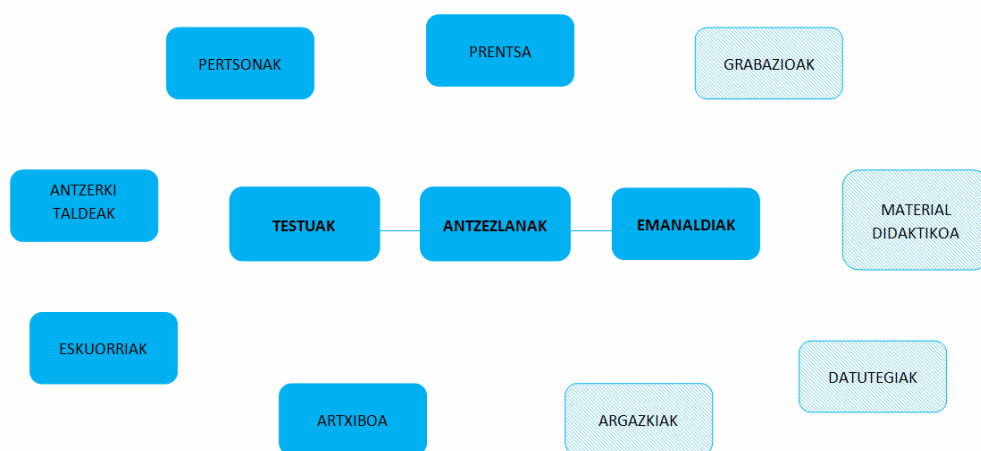 PERTSONAK
PRENTSA
GRABAZIOAK
ANTZERKI
TALDEAK
TESTUAK
ANTZEZLANAK
EMANALDIAK
MATERIAL
DIDAKTIKOA
ESKUORRIAK
DATUTEGIAK
ARTXIBOA
ARGAZKIAK